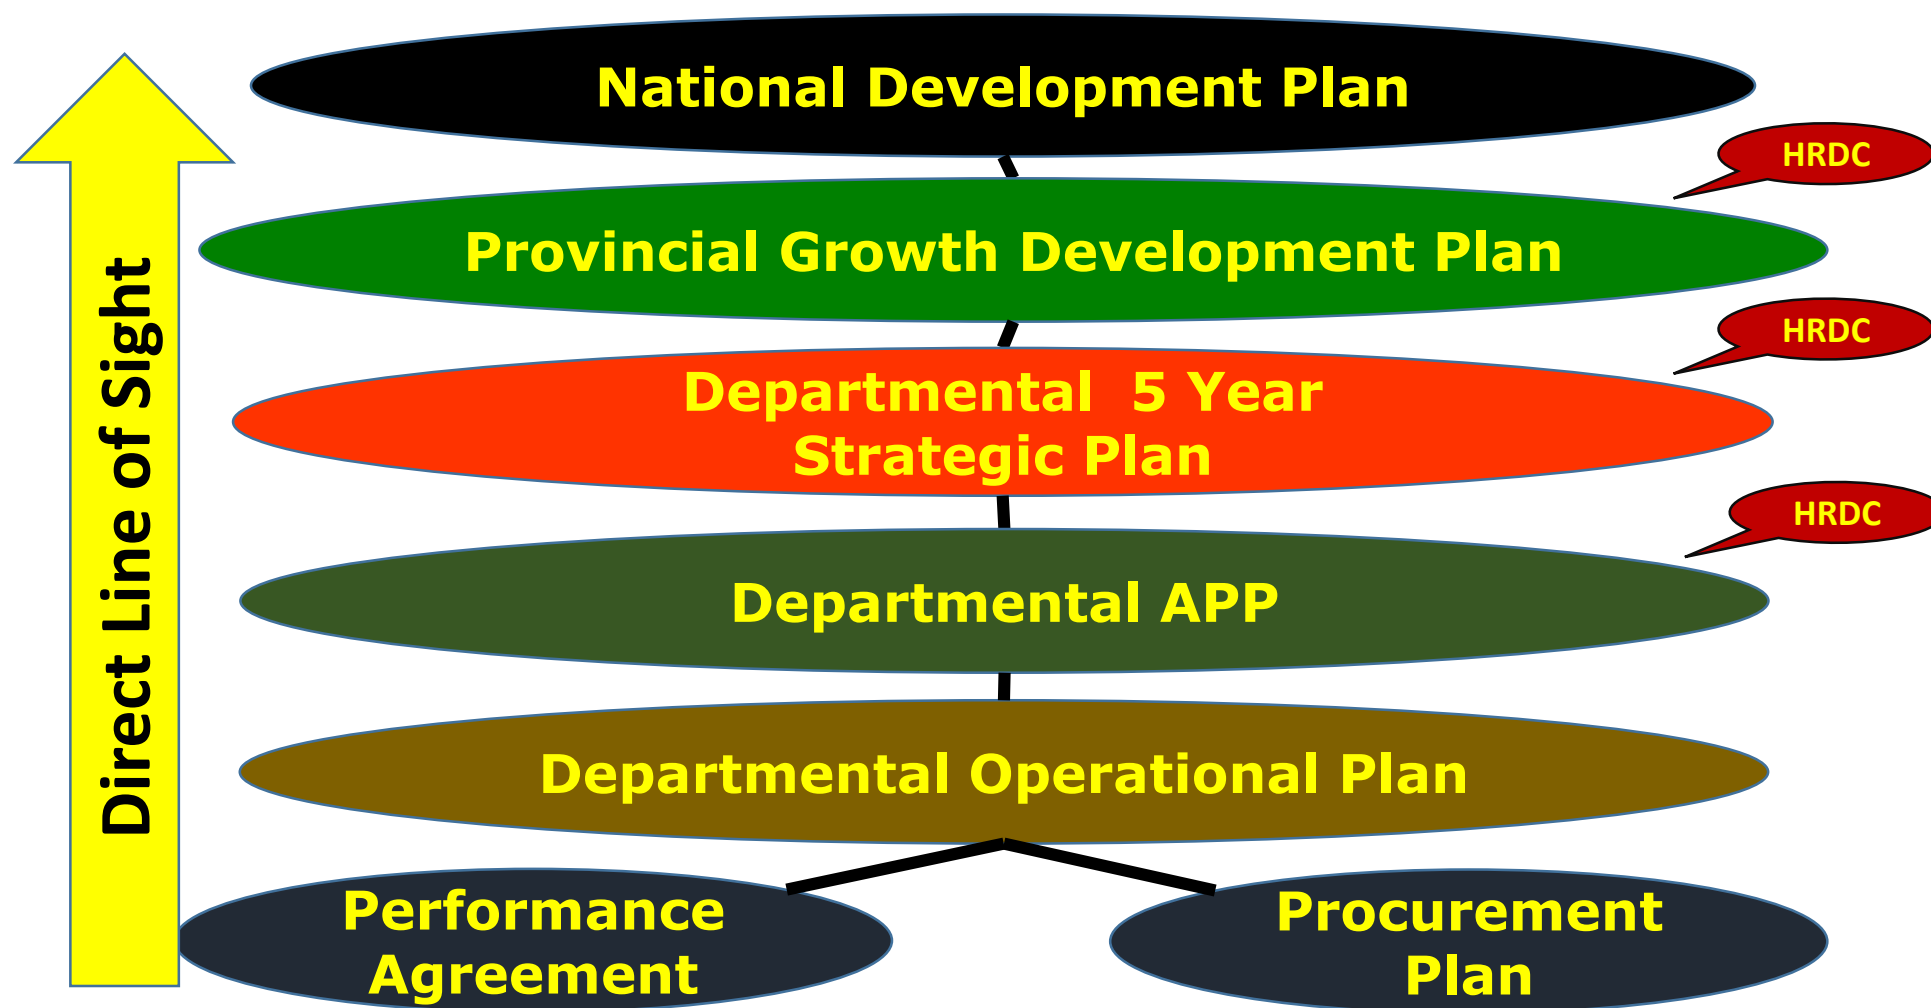 National Development Plan
HRDC
Provincial Growth Development Plan
HRDC
Departmental  5 Year
Strategic Plan
HRDC
Departmental APP
Departmental Operational Plan
Performance
Agreement
Procurement
Plan
Direct Line of Sight